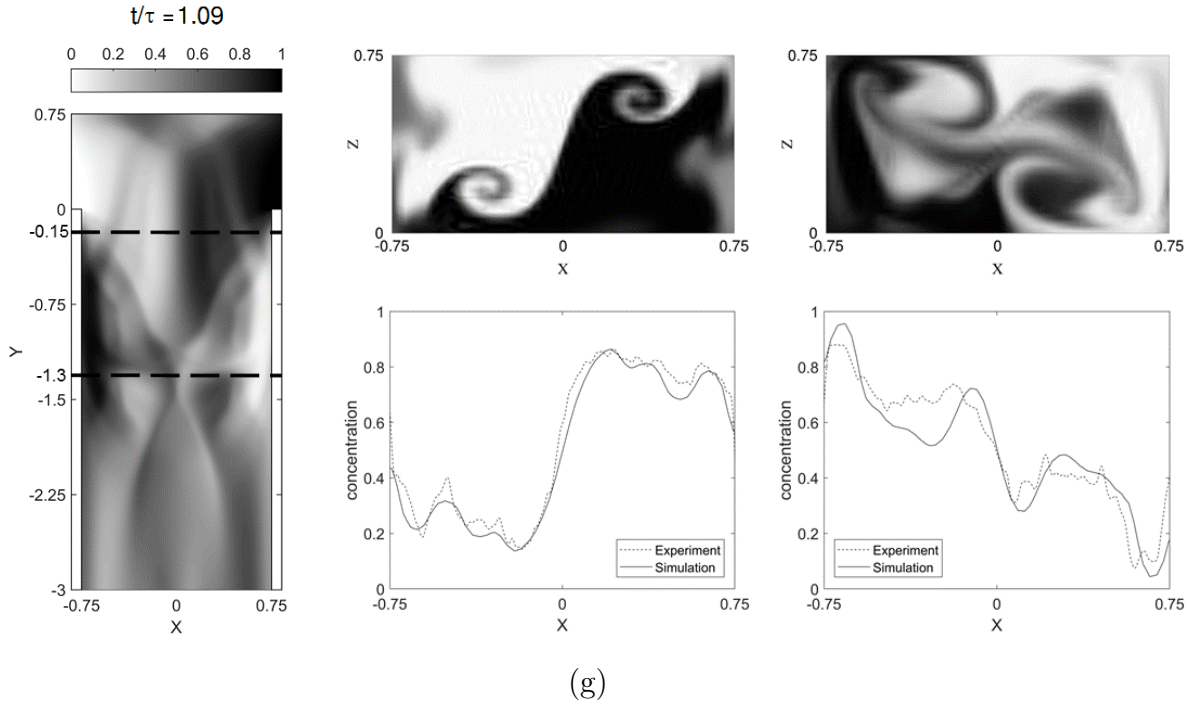 t/τ = 1.09
0 0.2 0.4 0.6 0.8 1
0.75
0
-0.15
-0.75
-1.3
-1.5
-2.25
-3
Y
-0.75 0 0.75
X
0.75
z
0
-0.75 0 0.75
x
0.75
z
0
-0.75 0 0.75
x
1
0.8
0.6
0.4
0.2
0
concentration
Experiment
Simulation
-0.75 0 0.75
X
1
0.8
0.6
0.4
0.2
0
concentration
Experiment
Simulation
-0.75 0 0.75
X
(g)